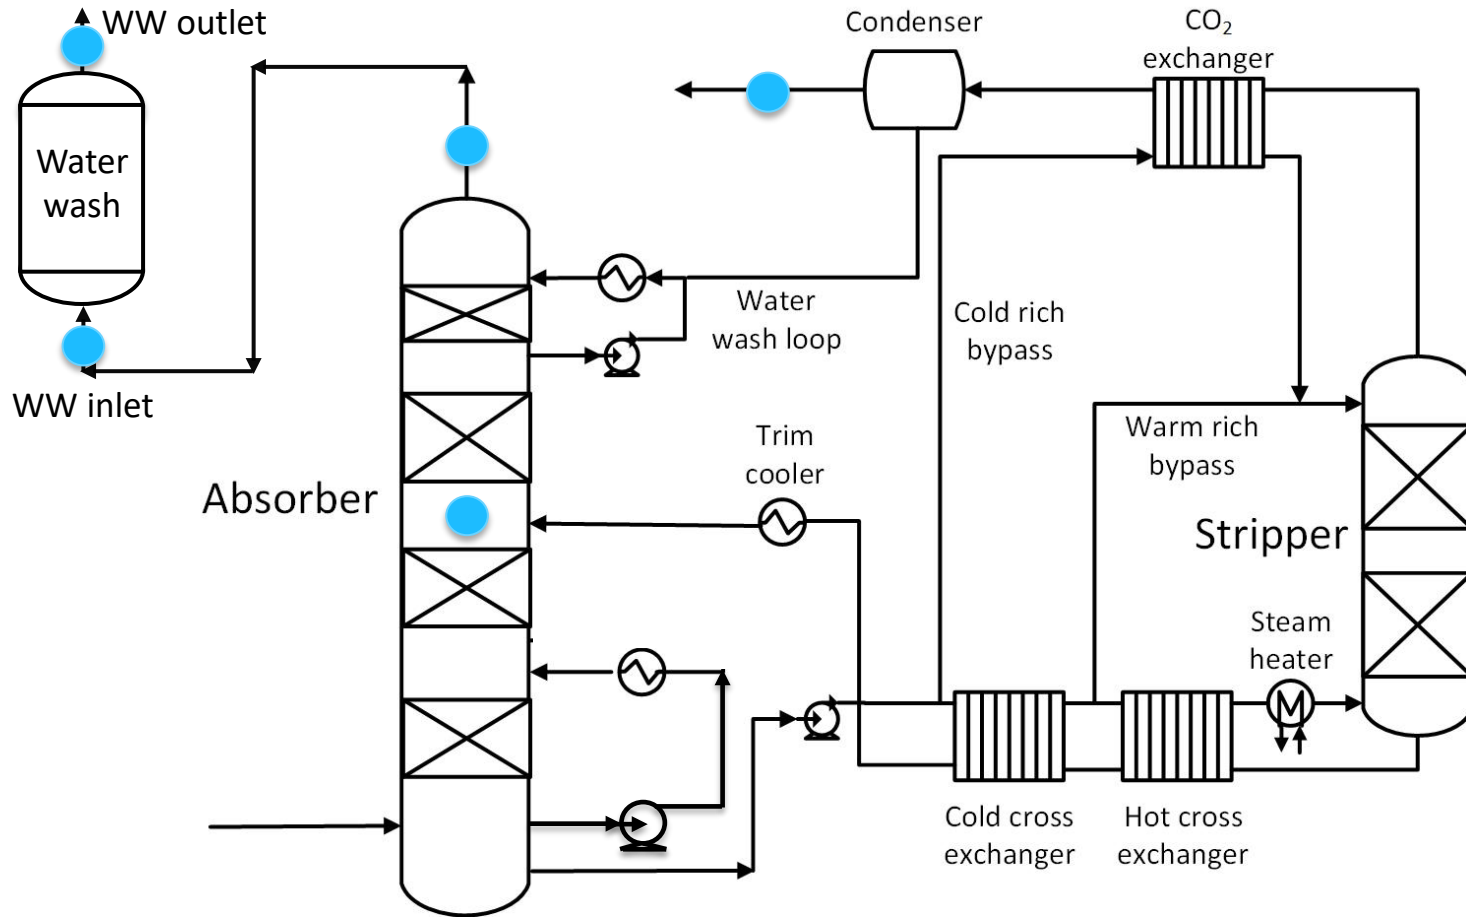 WW outlet
Water
wash
WW inlet
Absorber
Condenser
CO₂
exchanger
Water
wash loop
Cold rich
bypass
Warm rich
bypass
Trim
cooler
Stripper
Steam
heater
Cold cross
exchanger
Hot cross
exchanger